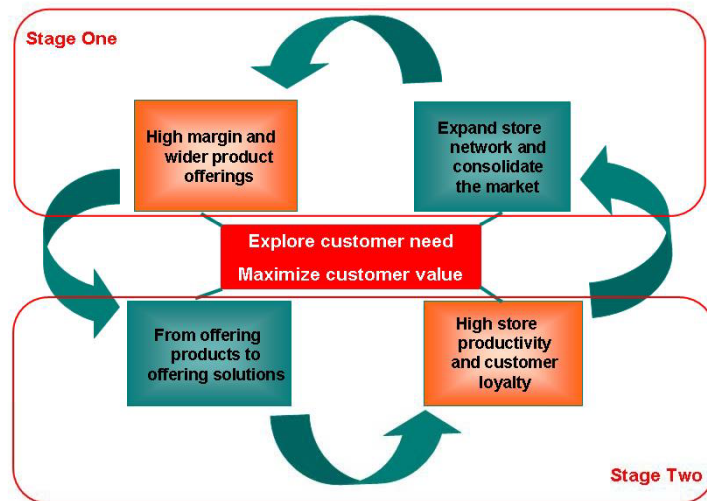 Stage One
High margin and
wider product
offerings
Expand store
network and
consolidate
the market
Explore customer need
Maximize customer value
From offering
products to
offering solutions
High store
productivity
and customer
loyalty
Stage Two